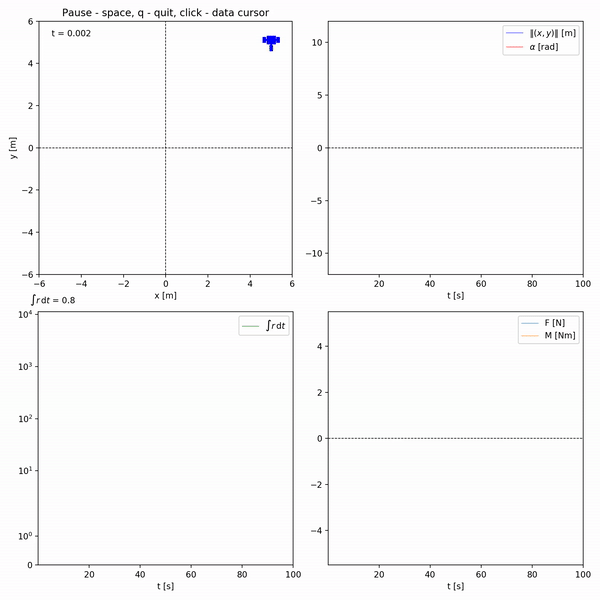 Pause - space, q - quit, click - data cursor
t = 0.002
6
4
2
0
−2
−4
−6
y [m]
−6 −4 −2 0 2 4 6
x [m]
‖(x, y)‖ [m]
α [rad]
10
5
0
−5
−10
20 40 60 80 100
t [s]
∫r dt = 0.8
∫r dt
10⁴
10³
10²
10¹
10⁰
0
20 40 60 80 100
t [s]
F [N]
M [Nm]
4
2
0
−2
−4
20 40 60 80 100
t [s]